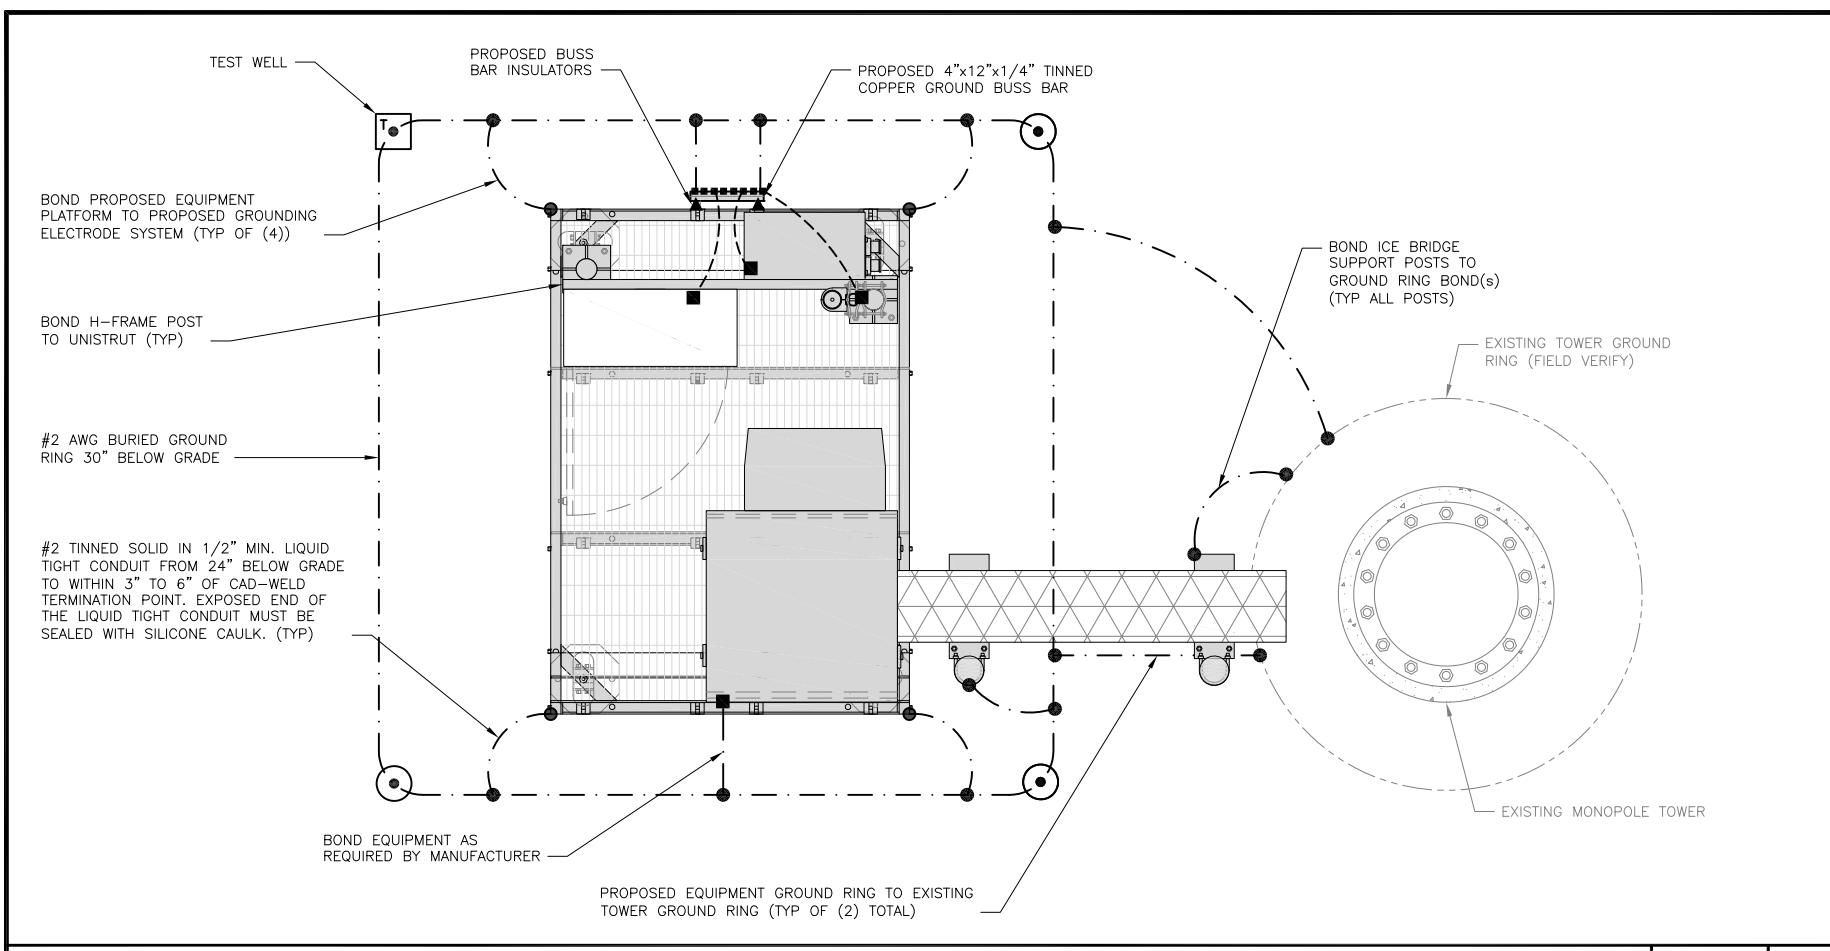 TEST WELL
PROPOSED BUSS
BAR INSULATORS
PROPOSED 4"x12"x1/4" TINNED
COPPER GROUND BUSS BAR
T
BOND PROPOSED EQUIPMENT
PLATFORM TO PROPOSED GROUNDING
ELECTRODE SYSTEM (TYP OF (4))
BOND ICE BRIDGE
SUPPORT POSTS TO
GROUND RING BOND(s)
(TYP ALL POSTS)
BOND H-FRAME POST
TO UNISTRUT (TYP)
EXISTING TOWER GROUND
RING (FIELD VERIFY)
#2 AWG BURIED GROUND
RING 30" BELOW GRADE
#2 TINNED SOLID IN 1/2" MIN. LIQUID
TIGHT CONDUIT FROM 24" BELOW GRADE
TO WITHIN 3" TO 6" OF CAD-WELD
TERMINATION POINT. EXPOSED END OF
THE LIQUID TIGHT CONDUIT MUST BE
SEALED WITH SILICONE CAULK. (TYP)
EXISTING MONOPOLE TOWER
BOND EQUIPMENT AS
REQUIRED BY MANUFACTURER
PROPOSED EQUIPMENT GROUND RING TO EXISTING
TOWER GROUND RING (TYP OF (2) TOTAL)